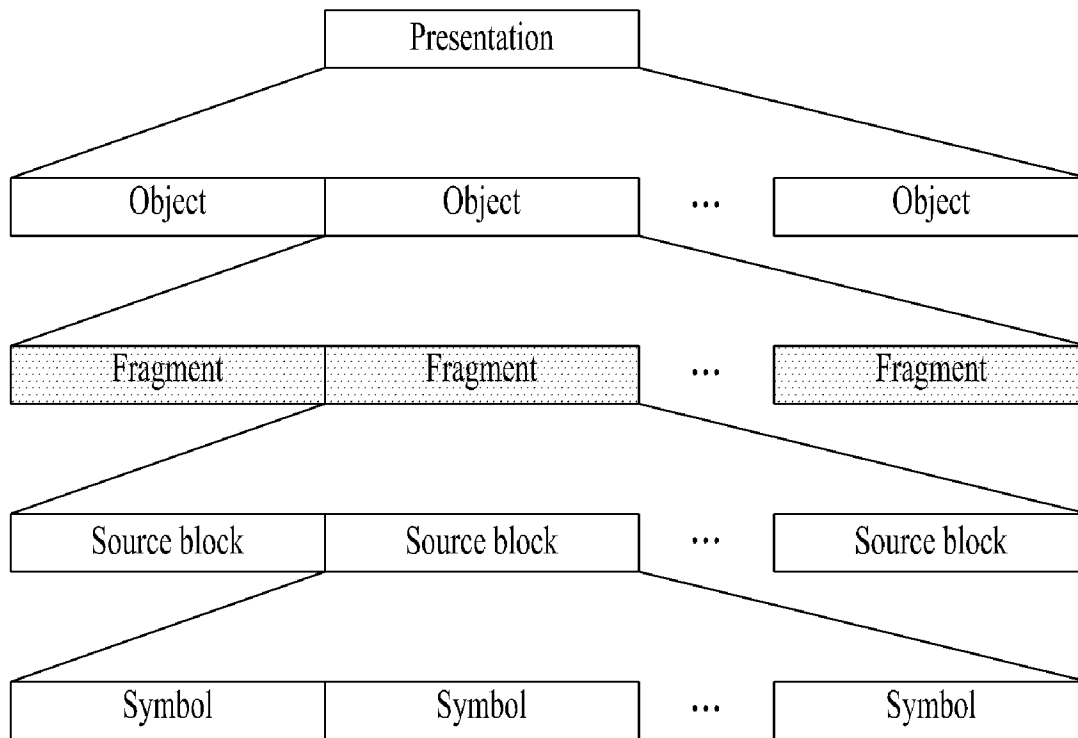 Presentation
Object Object ... Object
Fragment Fragment ... Fragment
Source block Source block ... Source block
Symbol Symbol ... Symbol